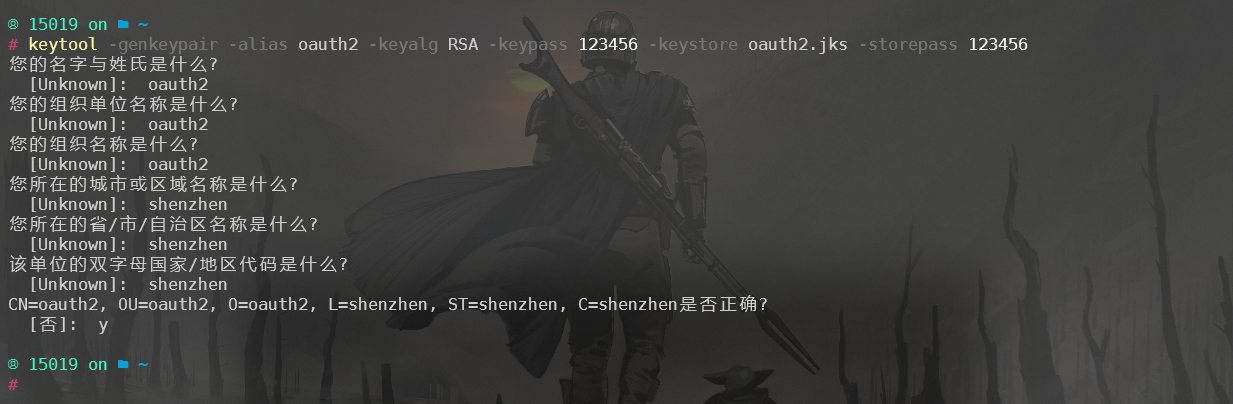 ® 15019 on ~
# keytool -genkeypair -alias oauth2 -keyalg RSA -keypass 123456 -keystore oauth2.jks -storepass 123456
您的名字与姓氏是什么?
[Unknown]: oauth2
您的组织单位名称是什么?
[Unknown]: oauth2
您的组织名称是什么?
[Unknown]: oauth2
您所在的城市或区域名称是什么?
[Unknown]: shenzhen
您所在的省/市/自治区名称是什么?
[Unknown]: shenzhen
该单位的双字母国家/地区代码是什么?
[Unknown]: shenzhen
CN=oauth2, OU=oauth2, O=oauth2, L=shenzhen, ST=shenzhen, C=shenzhen是否正确?
[否]: y
® 15019 on ~
#